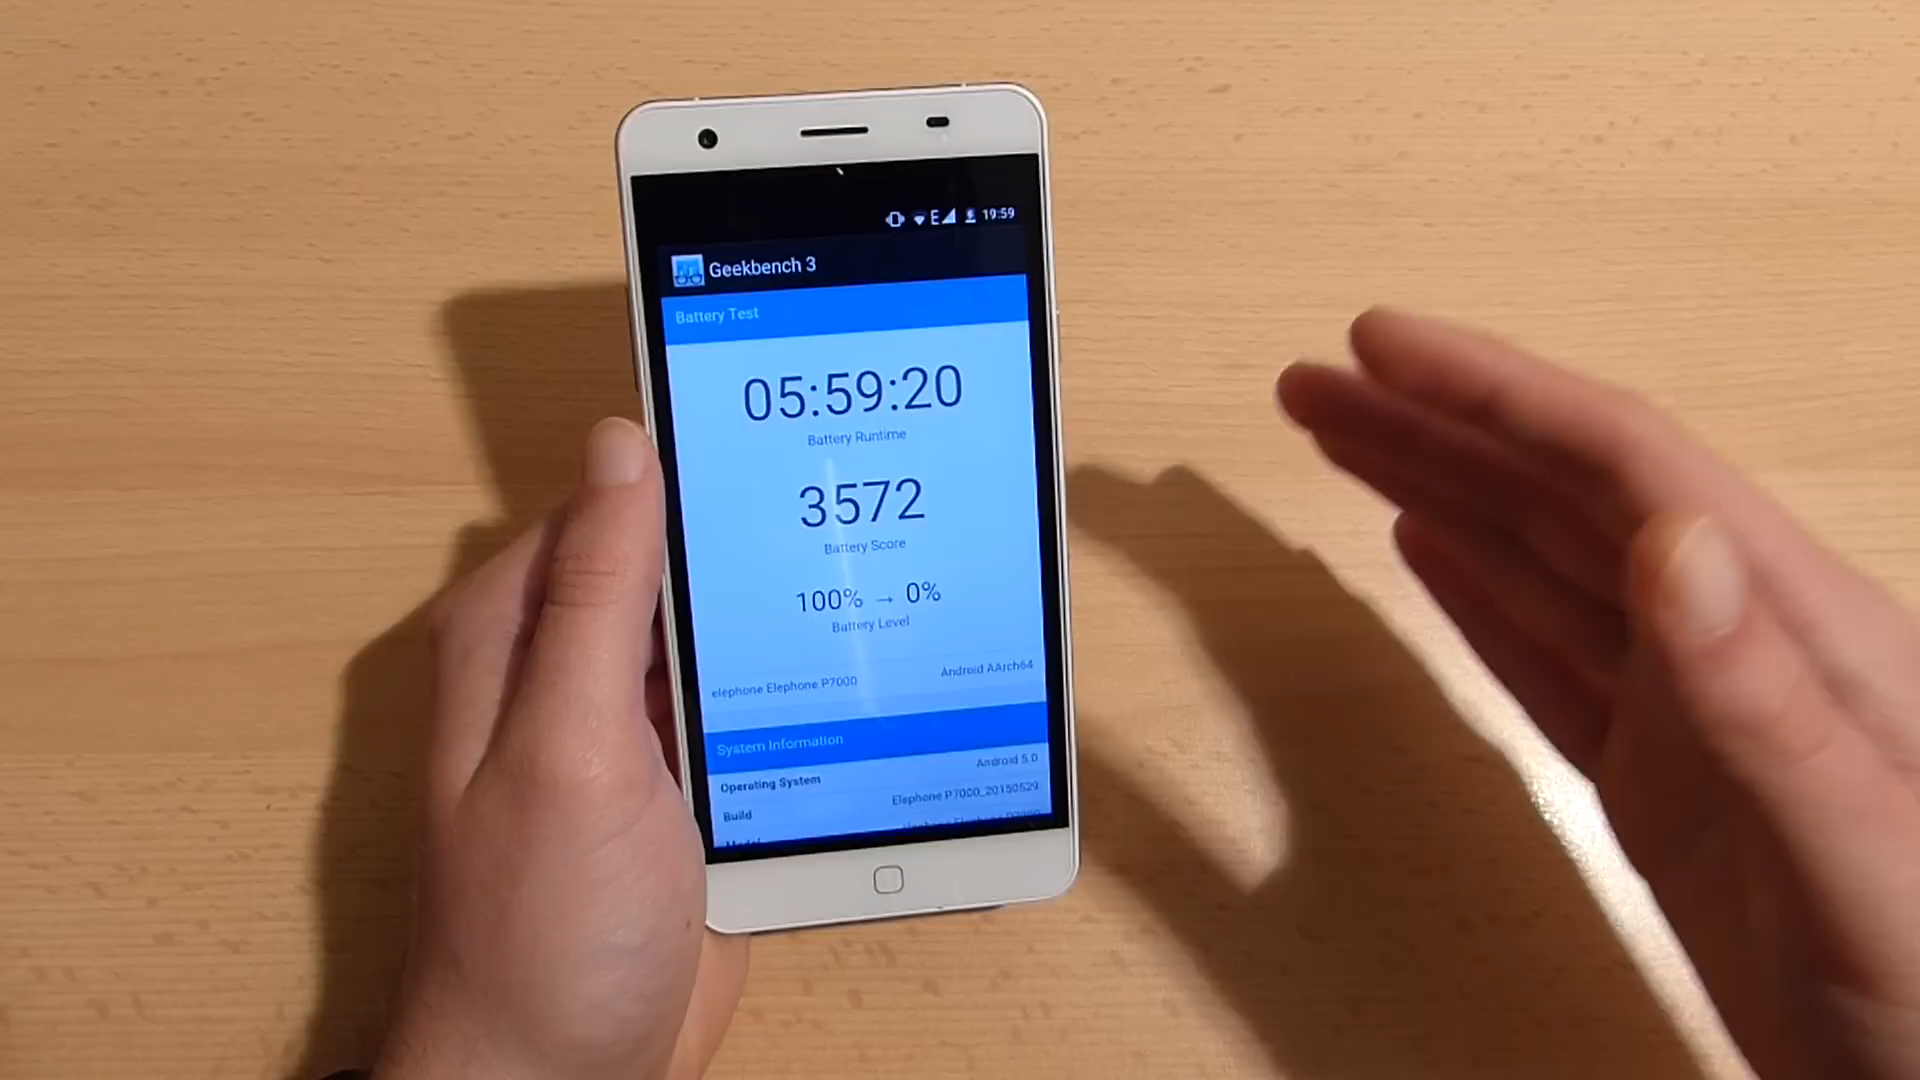 E 19:59
Geekbench 3
Battery Test
05:59:20
Battery Runtime
3572
Battery Score
100% → 0%
Battery Level
elephone Elephone P7000 Android AArch64
System Information
Operating System Android 5.0
Build Elephone P7000_20150529